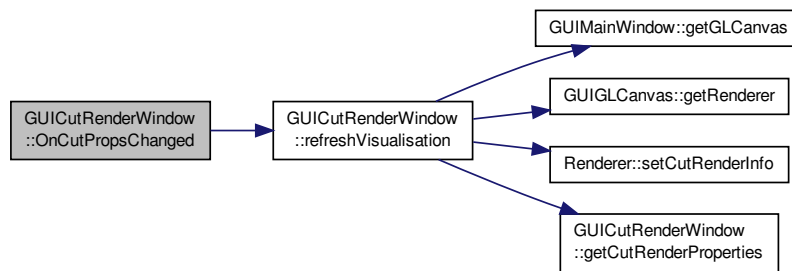 GUICutRenderWindow
::OnCutPropsChanged
GUICutRenderWindow
::refreshVisualisation
GUIMainWindow::getGLCanvas
GUIGLCanvas::getRenderer
Renderer::setCutRenderInfo
GUICutRenderWindow
::getCutRenderProperties